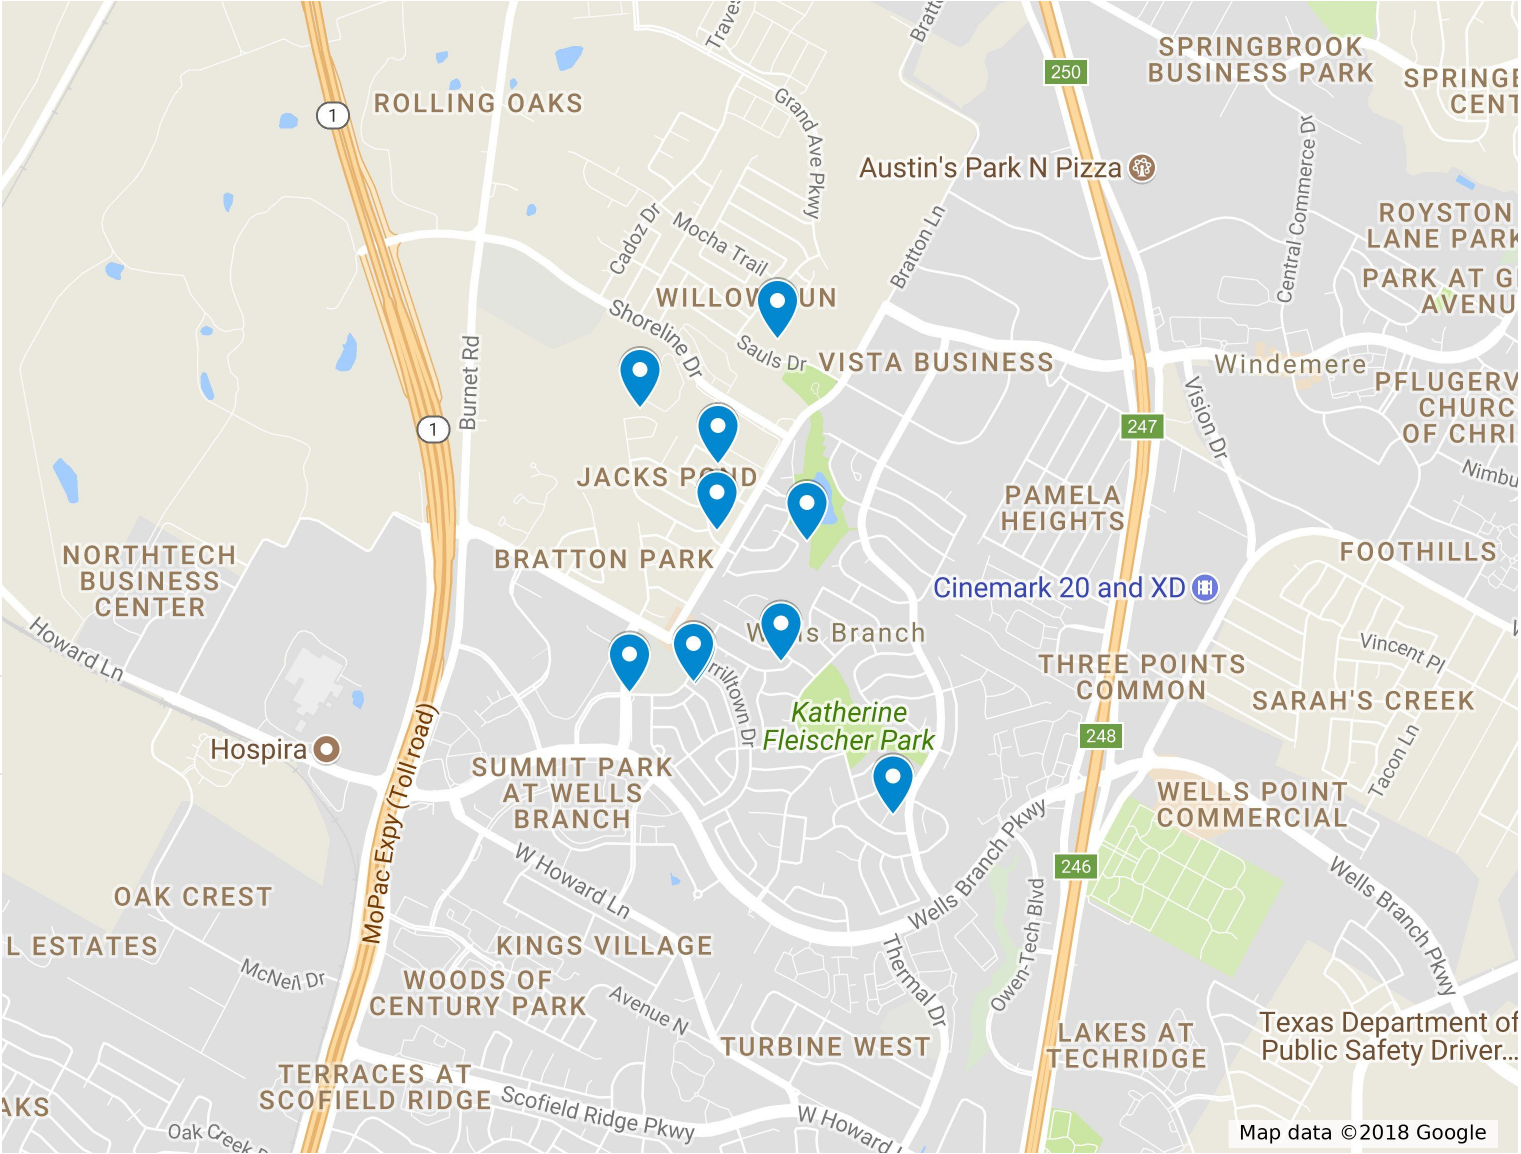 Traves
Bratto
SPRINGBROOK
BUSINESS PARK
250
SPRINGE
CENT
ROLLING OAKS
1
Grand Ave Pkwy
Central Commerce Dr
Austin's Park N Pizza
Cadoz Dr
Mocha Trail
Bratton Ln
ROYSTON
LANE PARK
PARK AT G
AVENU
Shoreline Dr
Sauls Dr
VISTA BUSINESS
Windemere
Burnet Rd
PFLUGERV
CHURC
OF CHRI
Vision Dr
1
247
JACKS POND
Nimbu
PAMELA
HEIGHTS
NORTHTECH
BUSINESS
CENTER
BRATTON PARK
FOOTHILLS
Cinemark 20 and XD
Howard Ln
Branch
Vincent Pl
THREE POINTS
COMMON
SARAH'S CREEK
rrilltown Dr
Katherine
Fleischer Park
248
Hospira
MoPac Expy (Toll road)
SUMMIT PARK
AT WELLS
BRANCH
Tacon Ln
WELLS POINT
COMMERCIAL
246
Wells Branch Pkwy
W Howard Ln
Wells Branch Pkwy
OAK CREST
Owen-Tech Blvd
L ESTATES
KINGS VILLAGE
McNeil Dr
WOODS OF
CENTURY PARK
Avenue N
Thermal Dr
Texas Department of
Public Safety Driver...
TURBINE WEST
LAKES AT
TECHRIDGE
TERRACES AT
SCOFIELD RIDGE
AKS
Scofield Ridge Pkwy
W Howard
Oak Creek
Map data ©2018 Google